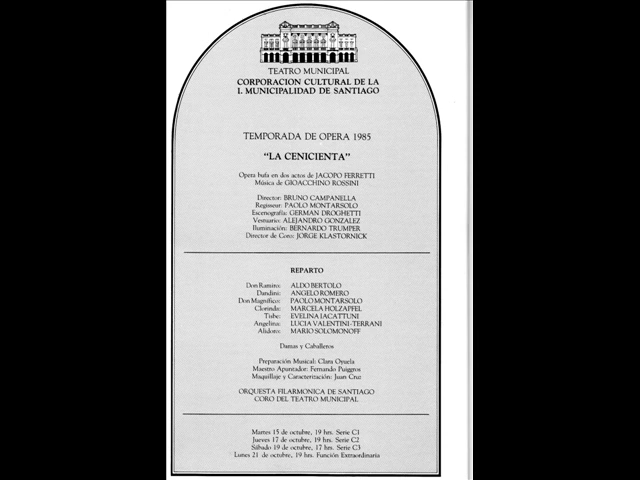 TEATRO MUNICIPAL
CORPORACION CULTURAL DE LA
I. MUNICIPALIDAD DE SANTIAGO
TEMPORADA DE OPERA 1985
"LA CENICIENTA"
Opera bufa en dos actos de JACOPO FERRETTI
Música de GIOACCHINO ROSSINI
Director: BRUNO CAMPANELLA
Regisseur: PAOLO MONTARSOLO
Escenografía: GERMAN DROGHETTI
Vestuario: ALEJANDRO GONZALEZ
Iluminación: BERNARDO TRUMPER
Director de Coro: JORGE KLASTORNICK
REPARTO
Don Ramiro: ALDO BERTOLO
Dandini: ANGELO ROMERO
Don Magnífico: PAOLO MONTARSOLO
Clorinda: MARCELA HOLZAPFEL
Tisbe: EVELINA IACATTUNI
Angelina: LUCIA VALENTINI-TERRANI
Alidoro: MARIO SOLOMONOFF
Damas y Caballeros
Preparación Musical: Clara Oyuela
Maestro Apuntador: Fernando Puiggros
Maquillaje y Caracterización: Juan Cruz
ORQUESTA FILARMONICA DE SANTIAGO
CORO DEL TEATRO MUNICIPAL
Martes 15 de octubre, 19 hrs. Serie C1
Jueves 17 de octubre, 19 hrs. Serie C2
Sábado 19 de octubre, 17 hrs. Serie C3
Lunes 21 de octubre, 19 hrs. Función Extraordinaria